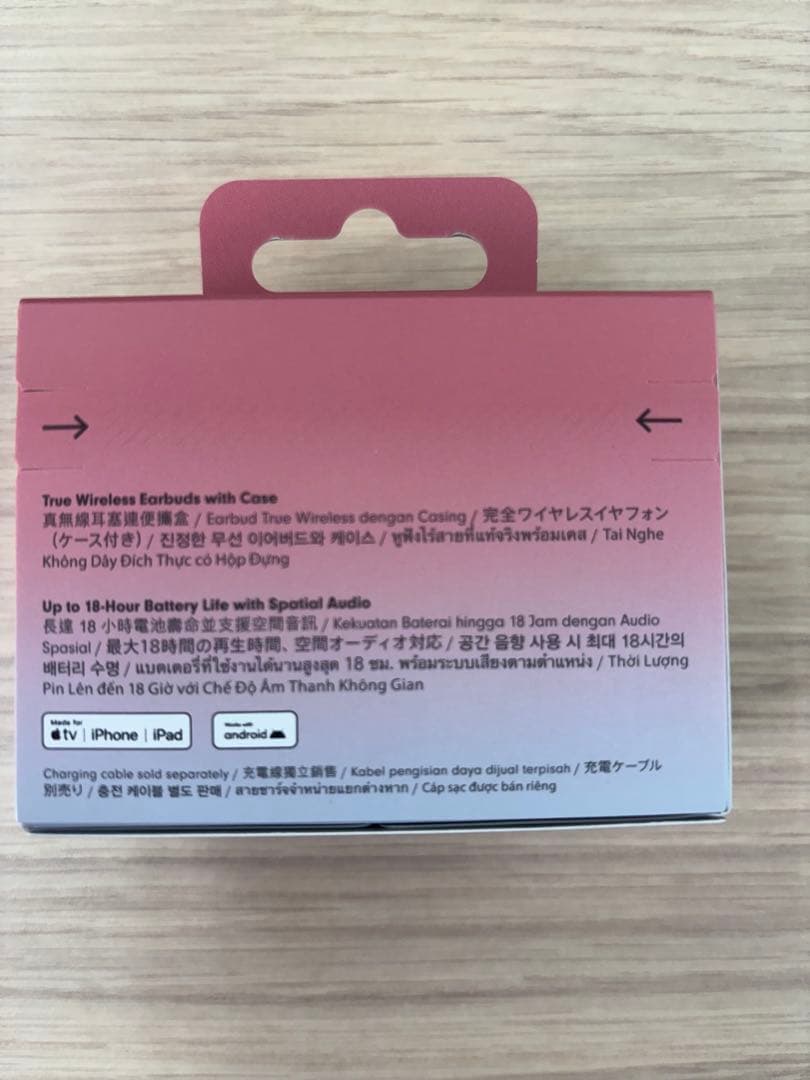 True Wireless Earbuds with Case
真無線耳塞連便攜盒 / Earbud True Wireless dengan Casing / 完全ワイヤレスイヤフォン
（ケース付き）/ 진정한 무선 이어버드와 케이스 / หูฟังไร้สายที่แท้จริงพร้อมเคส / Tai Nghe
Không Dây Đích Thực có Hộp Đựng
Up to 18-Hour Battery Life with Spatial Audio
長達 18 小時電池壽命並支援空間音訊 / Kekuatan Baterai hingga 18 Jam dengan Audio
Spasial / 最大18時間の再生時間、空間オーディオ対応 / 공간 음향 사용 시 최대 18시간의
배터리 수명 / แบตเตอรี่ที่ใช้งานได้นานสูงสุด 18 ชม. พร้อมระบบเสียงตามตำแหน่ง / Thời Lượng
Pin Lên đến 18 Giờ với Chế Độ Âm Thanh Không Gian
Made for
tv | iPhone | iPad
Works with
android
Charging cable sold separately / 充電線獨立銷售 / Kabel pengisian daya dijual terpisah / 充電ケーブル
別売り / 충전 케이블 별도 판매 / สายชาร์จจำหน่ายแยกต่างหาก / Cáp sạc được bán riêng